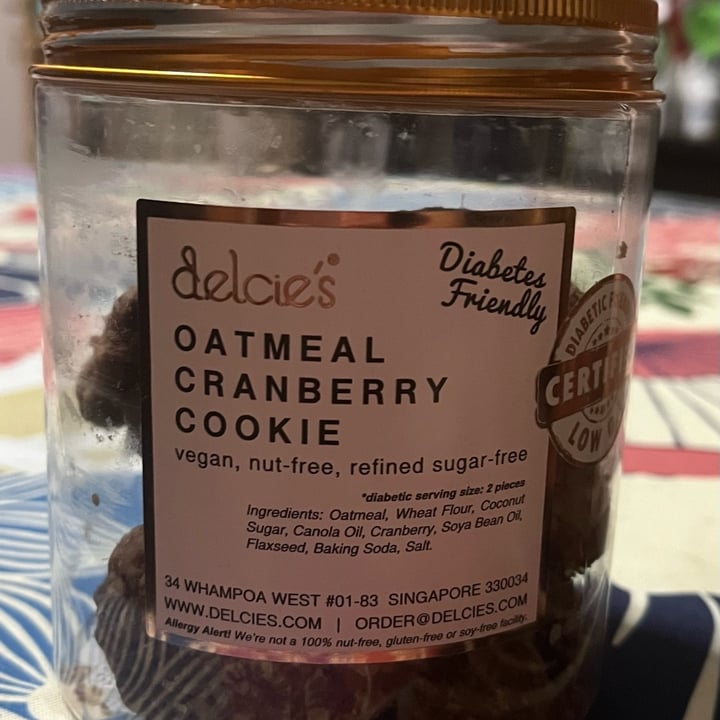 delcie's
Diabetes
Friendly
OATMEAL
CRANBERRY
COOKIE
vegan, nut-free, refined sugar-free
*diabetic serving size: 2 pieces
Ingredients: Oatmeal, Wheat Flour, Coconut
Sugar, Canola Oil, Cranberry, Soya Bean Oil,
Flaxseed, Baking Soda, Salt.
34 WHAMPOA WEST #01-83 SINGAPORE 330034
WWW.DELCIES.COM | ORDER@DELCIES.COM
Allergy Alert! We're not a 100% nut-free, gluten-free or soy-free facility.
DIABETIC
LOW